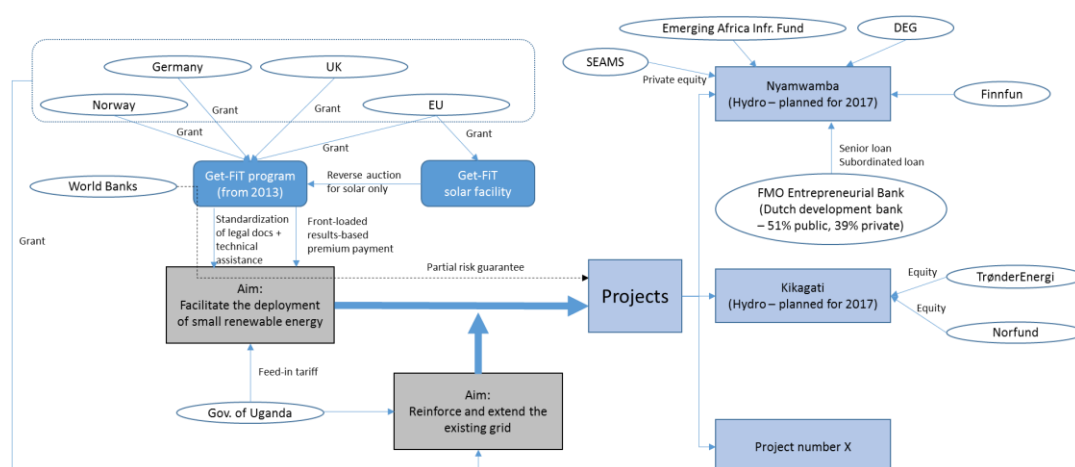 Emerging Africa Infr. Fund
DEG
SEAMS
Private equity
Germany
UK
Norway
EU
Grant
Grant
Grant
Grant
Grant
Nyamwamba
(Hydro – planned for 2017)
Finnfun
World Banks
Get-FiT program
(from 2013)
Reverse auction
for solar only
Get-FiT
solar facility
Senior loan
Subordinated loan
FMO Entrepreneurial Bank
(Dutch development bank
– 51% public, 39% private)
Grant
Standardization
of legal docs +
technical
assistance
Front-loaded
results-based
premium payment
Partial risk guarantee
Aim:
Facilitate the deployment
of small renewable energy
Projects
Kikagati
(Hydro – planned for 2017)
Equity
TrønderEnergi
Equity
Norfund
Feed-in tariff
Gov. of Uganda
Aim:
Reinforce and extend the
existing grid
Project number X